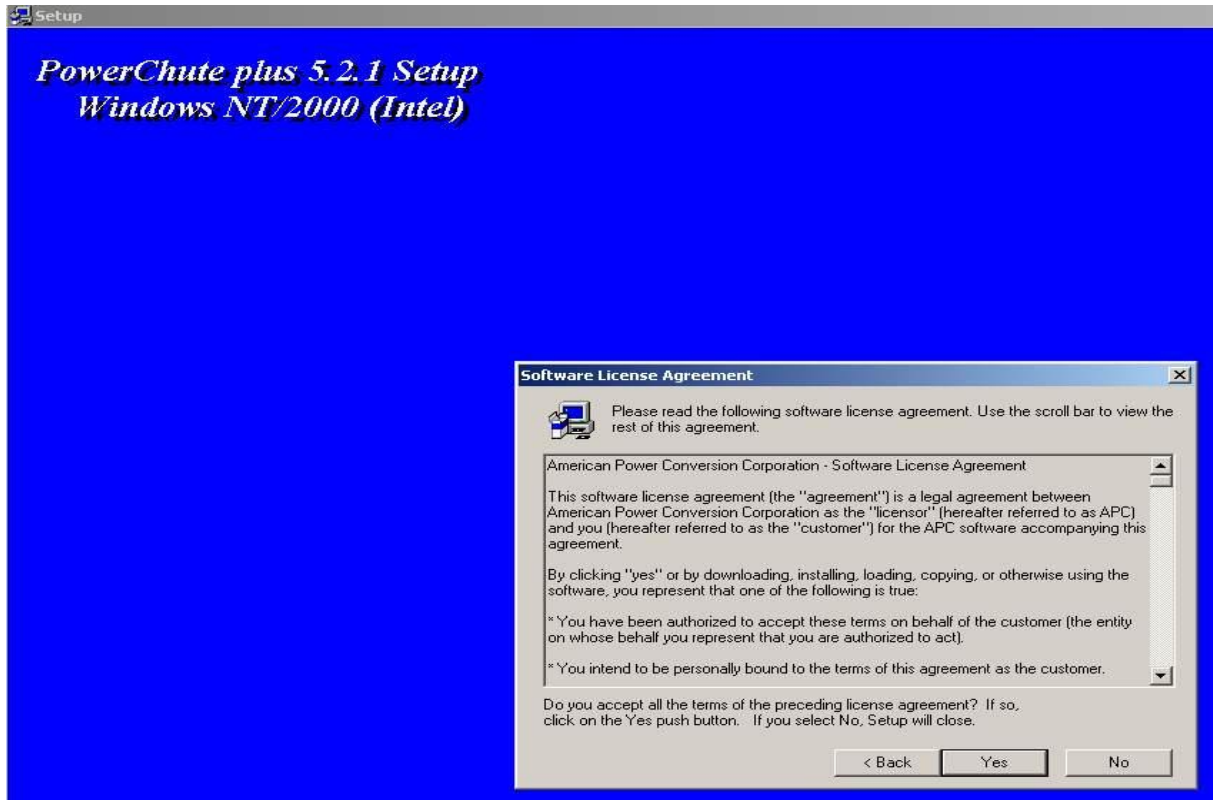 Setup
PowerChute plus 5.2.1 Setup
Windows NT/2000 (Intel)
Software License Agreement
Please read the following software license agreement. Use the scroll bar to view the
rest of this agreement.
American Power Conversion Corporation - Software License Agreement
This software license agreement (the "agreement") is a legal agreement between
American Power Conversion Corporation as the "licensor" (hereafter referred to as APC)
and you (hereafter referred to as the "customer") for the APC software accompanying this
agreement.
By clicking "yes" or by downloading, installing, loading, copying, or otherwise using the
software, you represent that one of the following is true:
* You have been authorized to accept these terms on behalf of the customer (the entity
on whose behalf you represent that you are authorized to act).
* You intend to be personally bound to the terms of this agreement as the customer.
Do you accept all the terms of the preceding license agreement? If so,
click on the Yes push button. If you select No, Setup will close.
< Back Yes No